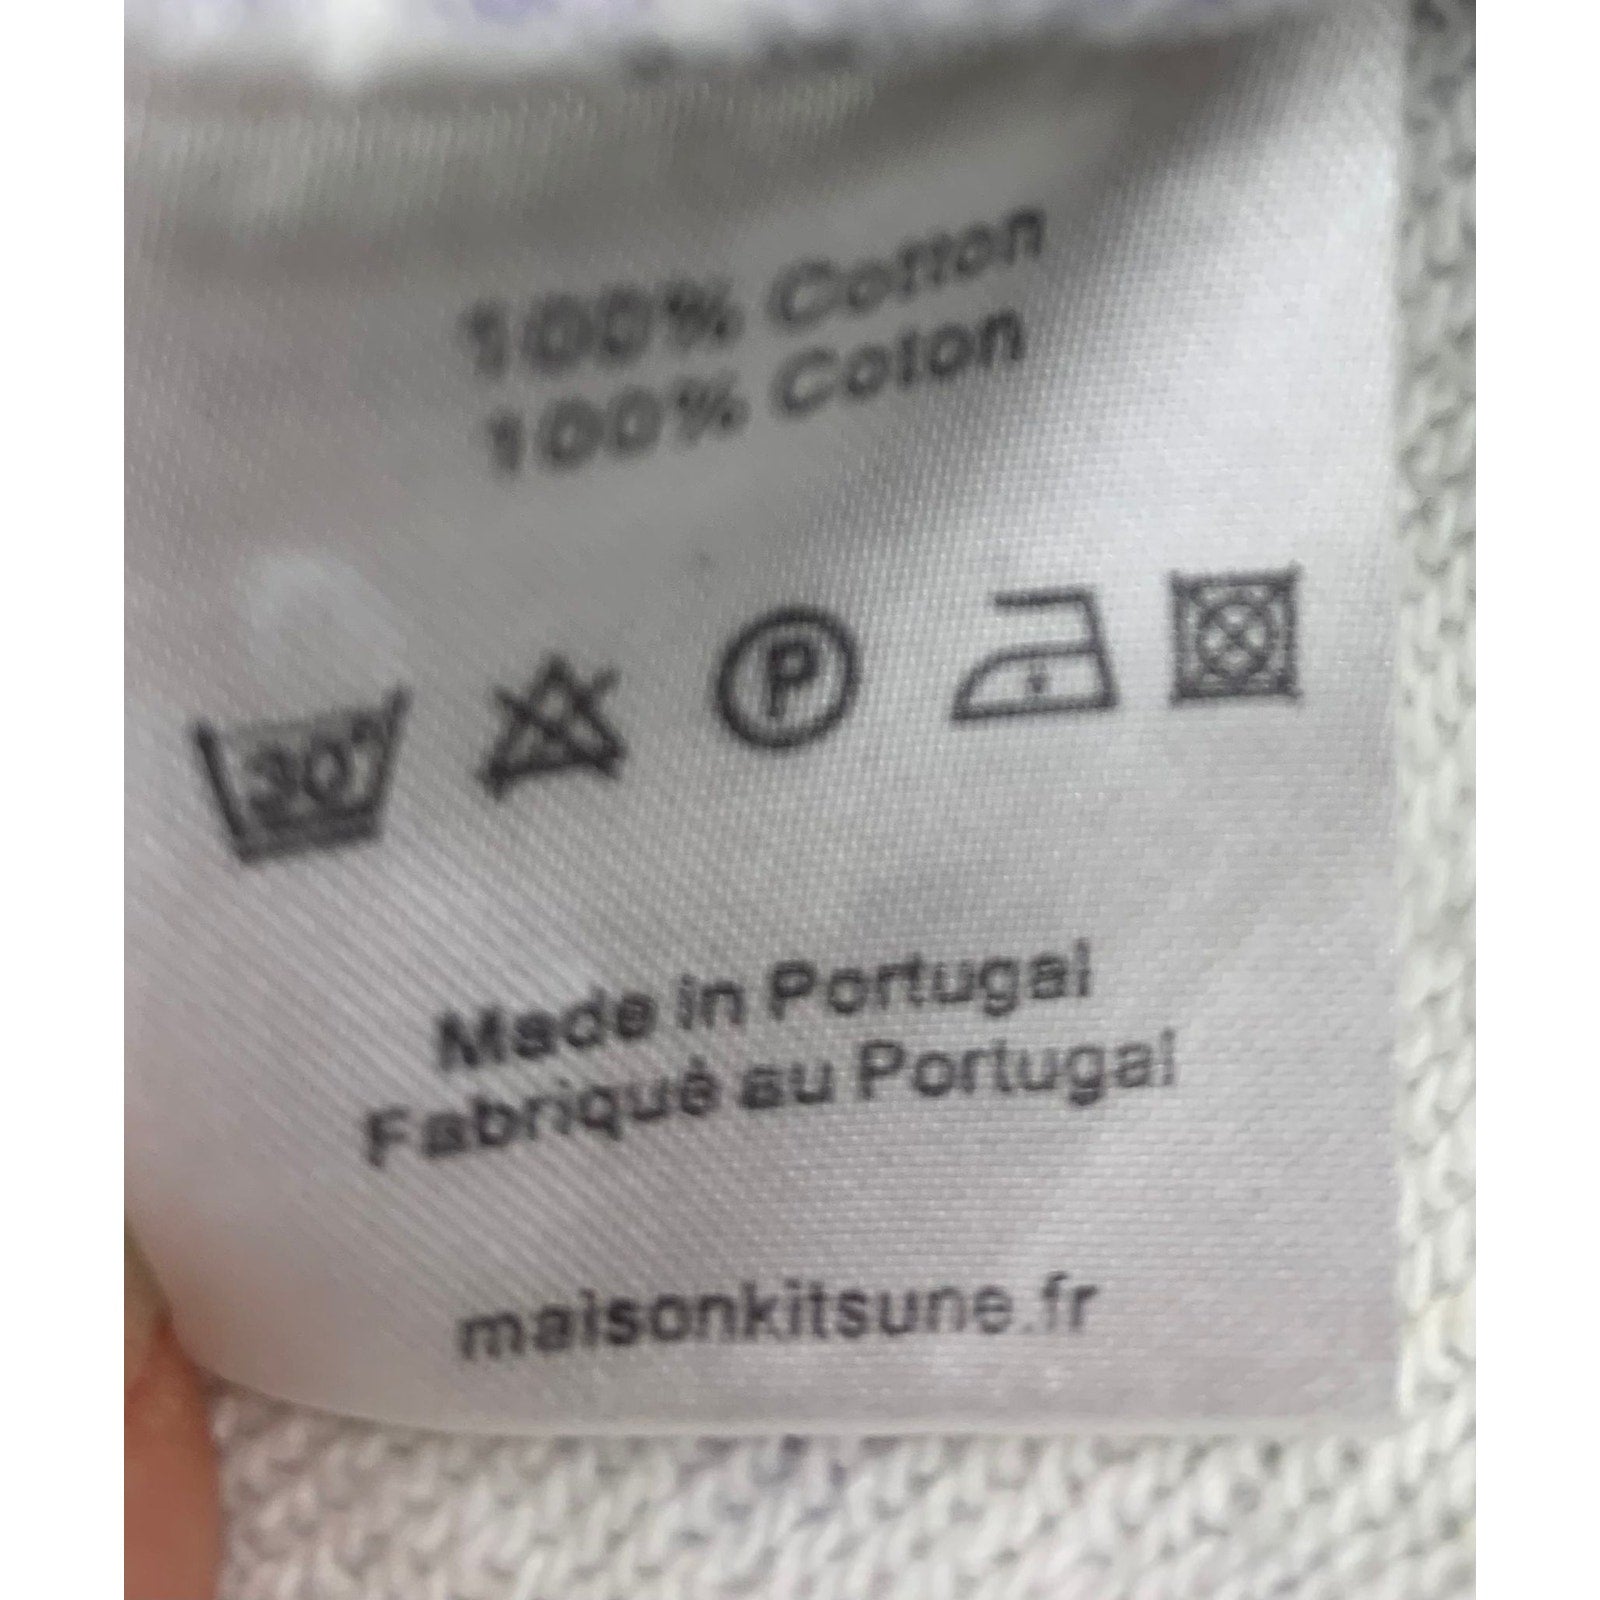 100% Cotton
100% Coton
30° P
Made in Portugal
Fabriqué au Portugal
maisonkitsune.fr